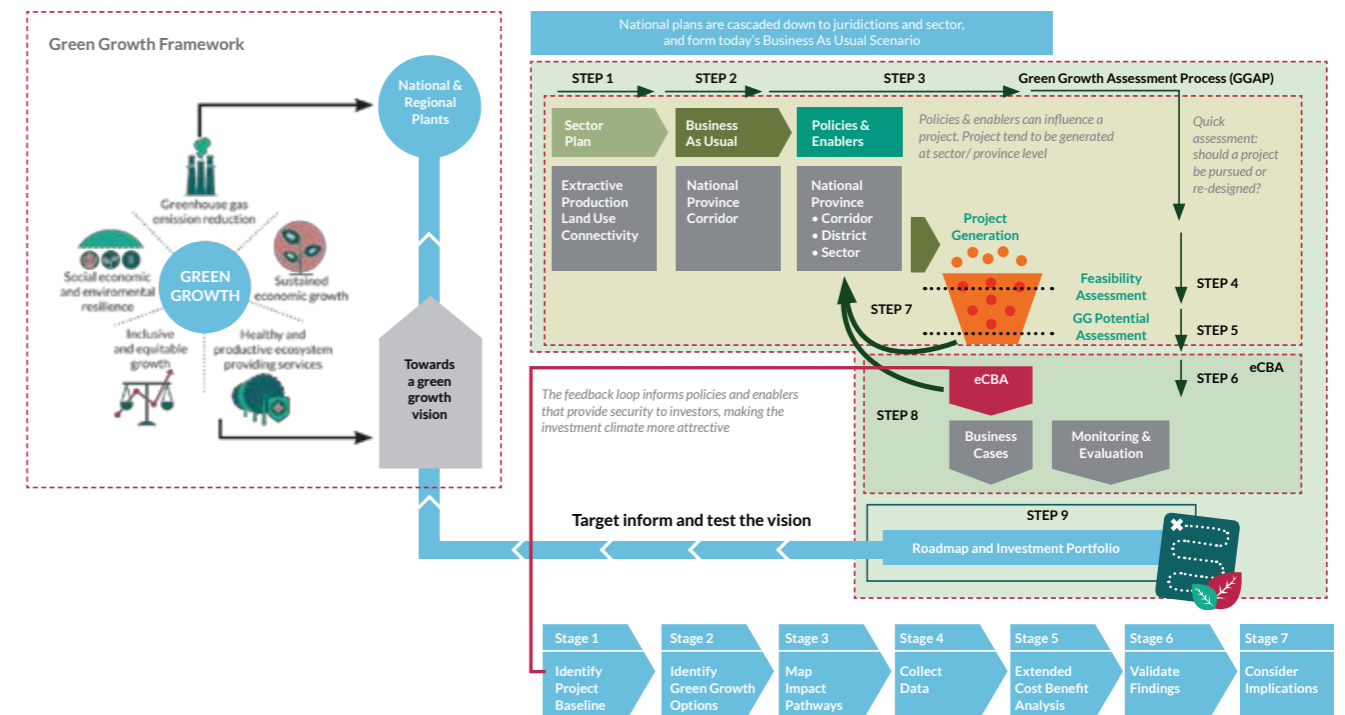 Green Growth Framework
National &
Regional
Plants
Greenhouse gas
emission reduction
Social economic
and enviromental
resilience
GREEN
GROWTH
Sustained
economic growth
Inclusive
and equitable
growth
Healthy and
productive ecosystem
providing services
Towards
a green
growth
vision
National plans are cascaded down to juridictions and sector,
and form today's Business As Usual Scenario
STEP 1
STEP 2
STEP 3
Green Growth Assessment Process (GGAP)
Sector
Plan
Business
As Usual
Policies &
Enablers
Policies & enablers can influence a
project. Project tend to be generated
at sector/ province level
Quick
assessment:
should a project
be pursued or
re-designed?
Extractive
Production
Land Use
Connectivity
National
Province
Corridor
National
Province
• Corridor
• District
• Sector
Project
Generation
Feasibility
Assessment
STEP 4
GG Potential
Assessment
STEP 5
STEP 7
eCBA
STEP 6
eCBA
The feedback loop informs policies and enablers
that provide security to investors, making the
investment climate more attrective
STEP 8
Business
Cases
Monitoring &
Evaluation
Target inform and test the vision
STEP 9
Roadmap and Investment Portfolio
Stage 1
Identify
Project
Baseline
Stage 2
Identify
Green Growth
Options
Stage 3
Map
Impact
Pathways
Stage 4
Collect
Data
Stage 5
Extended
Cost Benefit
Analysis
Stage 6
Validate
Findings
Stage 7
Consider
Implications